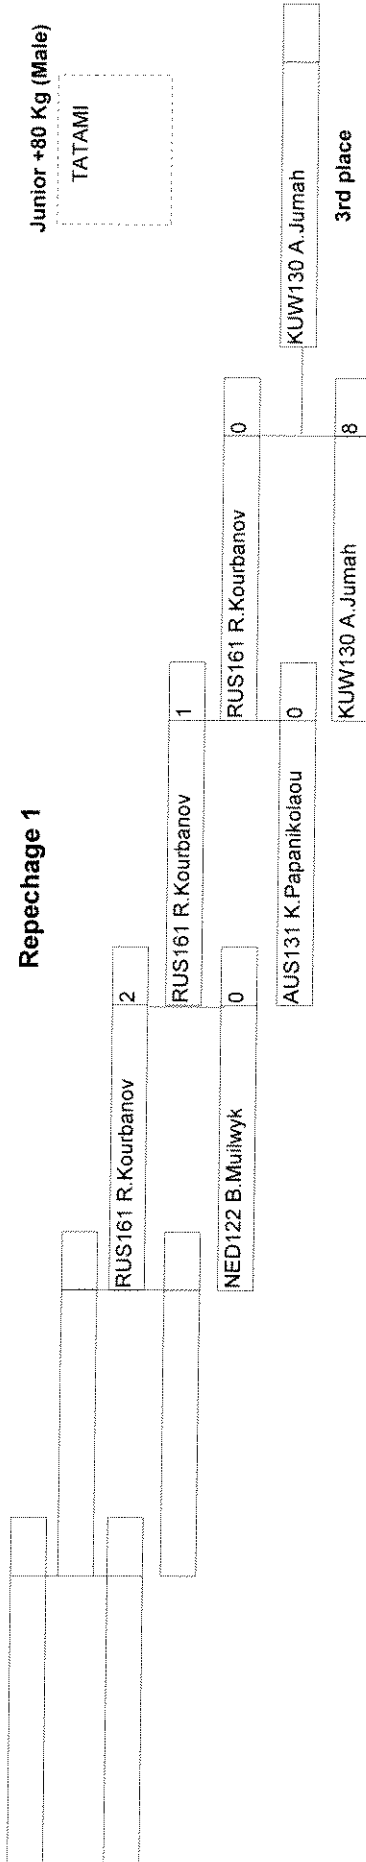 Junior +80 Kg (Male)
TATAMI
Repechage 1
RUS161 R.Kourbanov 2
NED122 B.Muilwyk 0
RUS161 R.Kourbanov 1
AUS131 K.Papanikolaou 0
RUS161 R.Kourbanov 0
KUW130 A.Jumah 8
KUW130 A.Jumah
3rd place